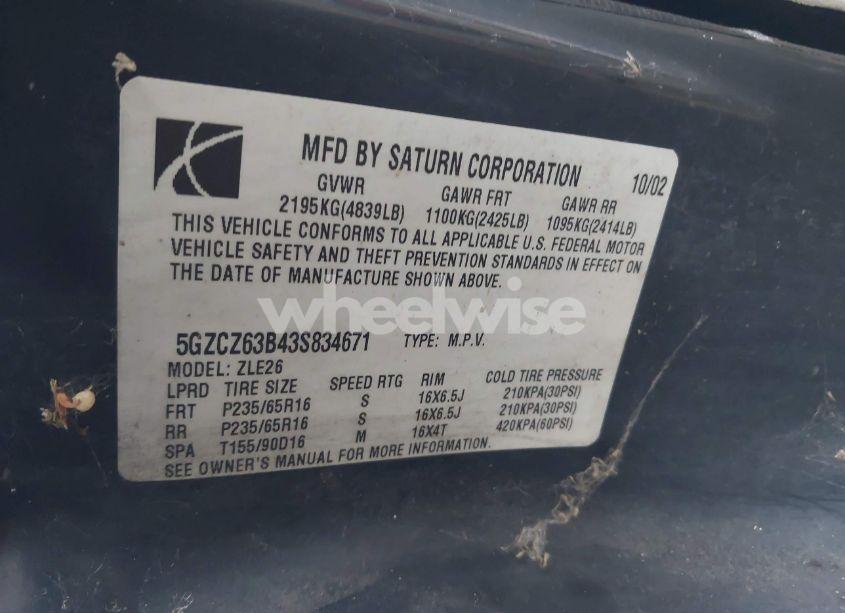 MFD BY SATURN CORPORATION 10/02
GVWR GAWR FRT GAWR RR
2195KG(4839LB) 1100KG(2425LB) 1095KG(2414LB)
THIS VEHICLE CONFORMS TO ALL APPLICABLE U.S. FEDERAL MOTOR
VEHICLE SAFETY AND THEFT PREVENTION STANDARDS IN EFFECT ON
THE DATE OF MANUFACTURE SHOWN ABOVE.
wheelwise
5GZCZ63B43S834671 TYPE: M.P.V.
MODEL: ZLE26
LPRD TIRE SIZE SPEED RTG RIM COLD TIRE PRESSURE
FRT P235/65R16 S 16X6.5J 210KPA(30PSI)
RR P235/65R16 S 16X6.5J 210KPA(30PSI)
SPA T155/90D16 M 16X4T 420KPA(60PSI)
SEE OWNER'S MANUAL FOR MORE INFORMATION.